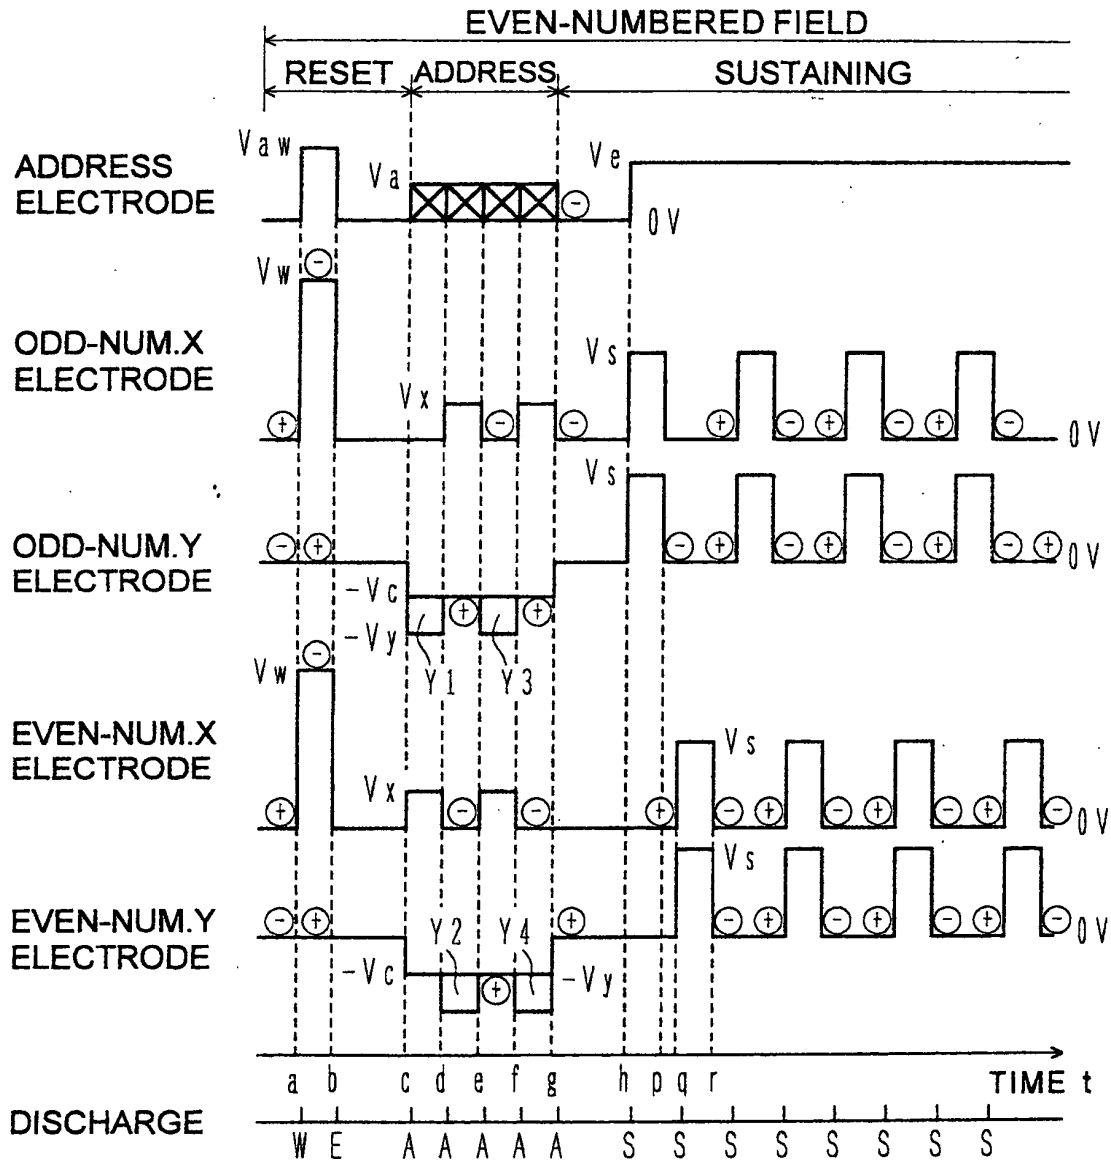 EVEN-NUMBERED FIELD
RESET ADDRESS SUSTAINING
Vaw
Va
Ve
ADDRESS
ELECTRODE
⊖
0V
⊖
Vw
ODD-NUM.X
ELECTRODE
Vs
Vx
⊕ ⊖ ⊖ ⊕ ⊖ ⊕ ⊖ ⊕ ⊖
0V
Vs
ODD-NUM.Y
ELECTRODE
⊖ ⊕ ⊖ ⊕ ⊖ ⊕ ⊖ ⊕ ⊖ ⊕
0V
-Vc
⊕ ⊕
-Vy
Y1 Y3
⊖
Vw
EVEN-NUM.X
ELECTRODE
Vs
Vx
⊕ ⊖ ⊖ ⊕ ⊖ ⊕ ⊖ ⊕ ⊖ ⊕ ⊖
0V
Vs
EVEN-NUM.Y
ELECTRODE
⊖ ⊕ ⊕ ⊖ ⊕ ⊖ ⊕ ⊖ ⊕ ⊖
0V
Y2 Y4
-Vc
⊕
-Vy
a b c d e f g h p q r TIME t
DISCHARGE
W E A A A A A S S S S S S S